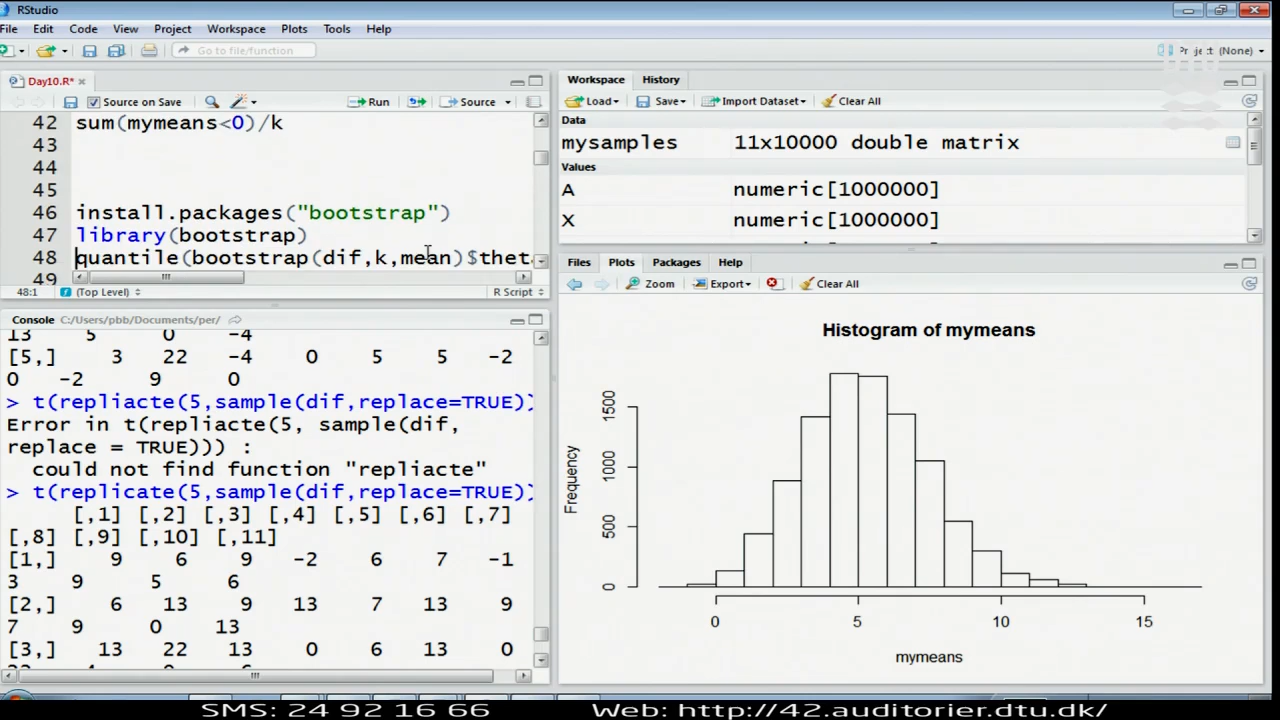 RStudio
File Edit Code View Project Workspace Plots Tools Help
Go to file/function
Project: (None)
Day10.R*
Source on Save Run Source
42 sum(mymeans<0)/k
43
44
45
46 install.packages("bootstrap")
47 library(bootstrap)
48 quantile(bootstrap(dif,k,mean)$thet
49
48:1 (Top Level) R Script
Console C:/Users/pbb/Documents/per/
13 5 0 -4
[5,] 3 22 -4 0 5 5 -2
0 -2 9 0
> t(repliacte(5,sample(dif,replace=TRUE))
Error in t(repliacte(5, sample(dif,
replace = TRUE))) :
could not find function "repliacte"
> t(replicate(5,sample(dif,replace=TRUE))
[,1] [,2] [,3] [,4] [,5] [,6] [,7]
[,8] [,9] [,10] [,11]
[1,] 9 6 9 -2 6 7 -1
3 9 5 6
[2,] 6 13 9 13 7 13 9
7 9 0 13
[3,] 13 22 13 0 6 13 0
Workspace History
Load Save Import Dataset Clear All
Data
mysamples 11x10000 double matrix
Values
A numeric[1000000]
X numeric[1000000]
Files Plots Packages Help
Zoom Export Clear All
Histogram of mymeans
Frequency
0 500 1000 1500
0 5 10 15
mymeans
SMS: 24 92 16 66 Web: http://42.auditorier.dtu.dk/